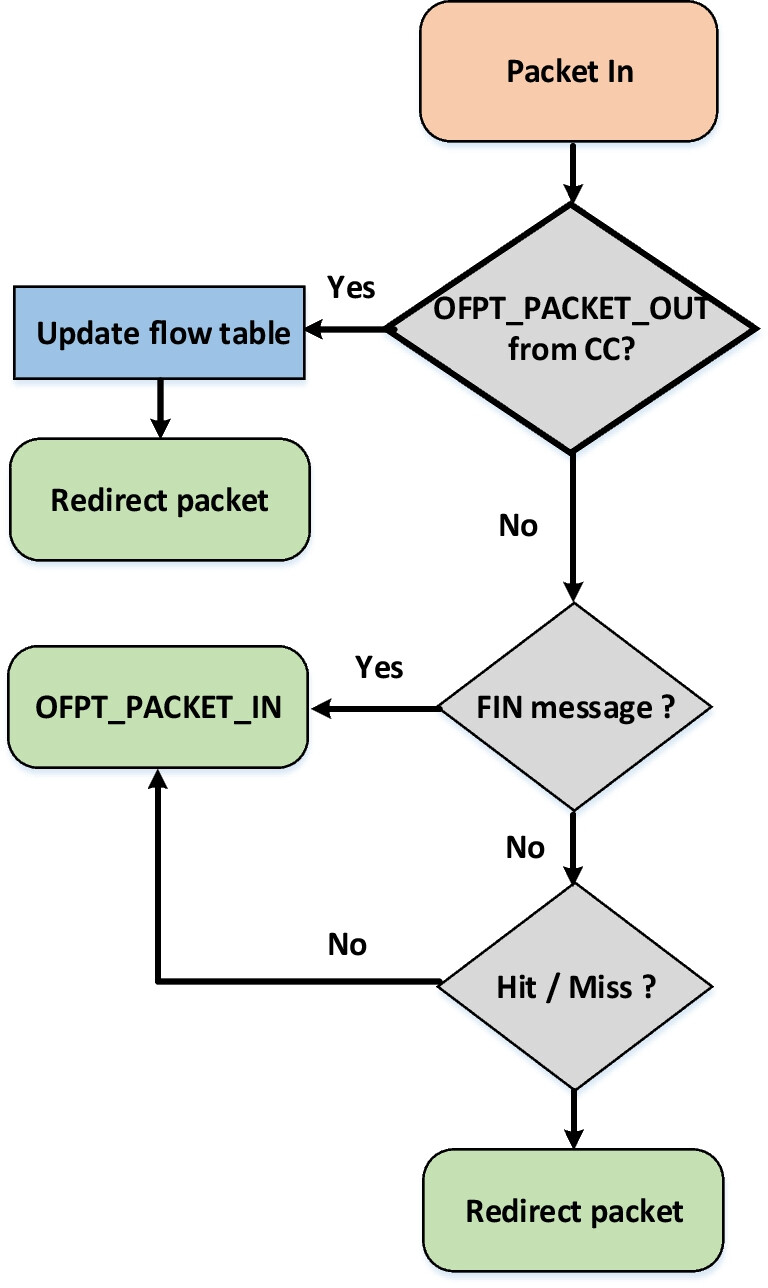 Packet In
OFPT_PACKET_OUT
from CC?
Yes
Update flow table
Redirect packet
No
FIN message ?
Yes
OFPT_PACKET_IN
No
Hit / Miss ?
No
Redirect packet